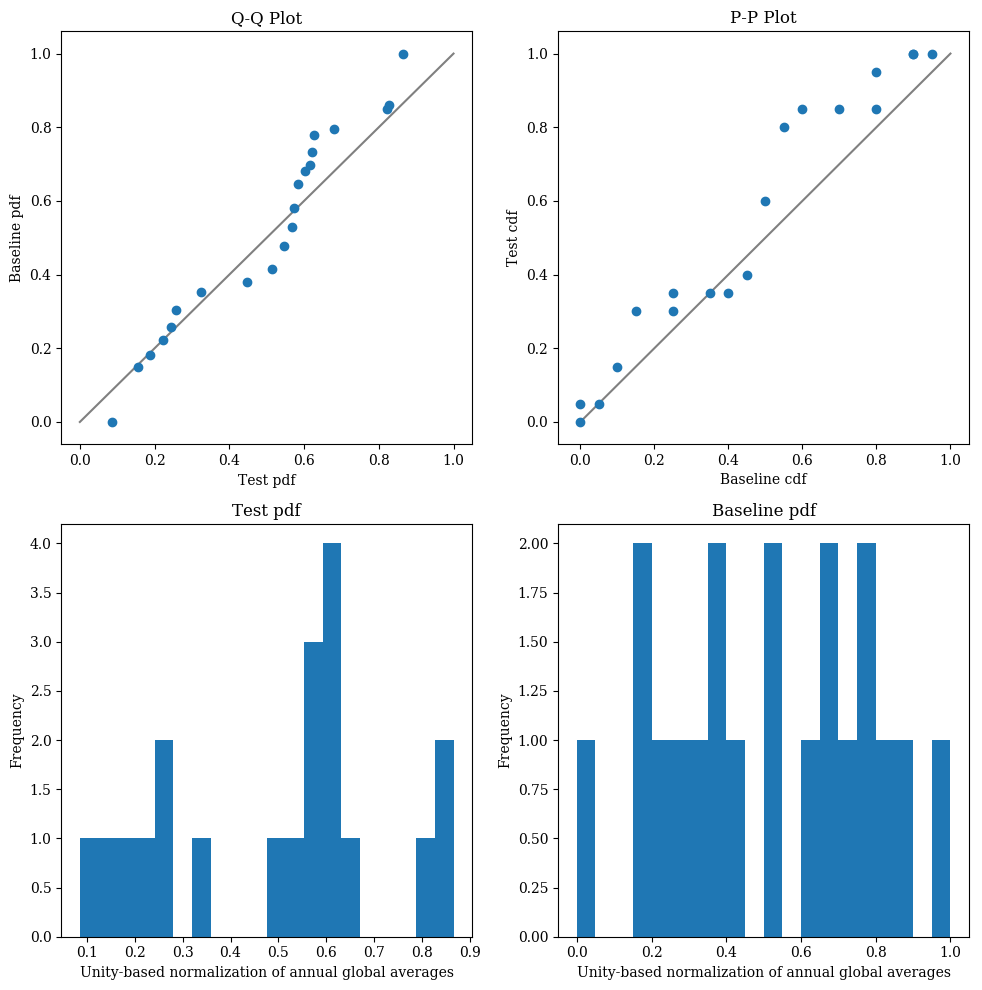 Q-Q Plot
1.0
0.8
0.6
0.4
0.2
0.0
Baseline pdf
0.0 0.2 0.4 0.6 0.8 1.0
Test pdf
P-P Plot
1.0
0.8
0.6
0.4
0.2
0.0
Test cdf
0.0 0.2 0.4 0.6 0.8 1.0
Baseline cdf
Test pdf
4.0
3.5
3.0
2.5
2.0
1.5
1.0
0.5
0.0
Frequency
0.1 0.2 0.3 0.4 0.5 0.6 0.7 0.8 0.9
Unity-based normalization of annual global averages
Baseline pdf
2.00
1.75
1.50
1.25
1.00
0.75
0.50
0.25
0.00
Frequency
0.0 0.2 0.4 0.6 0.8 1.0
Unity-based normalization of annual global averages